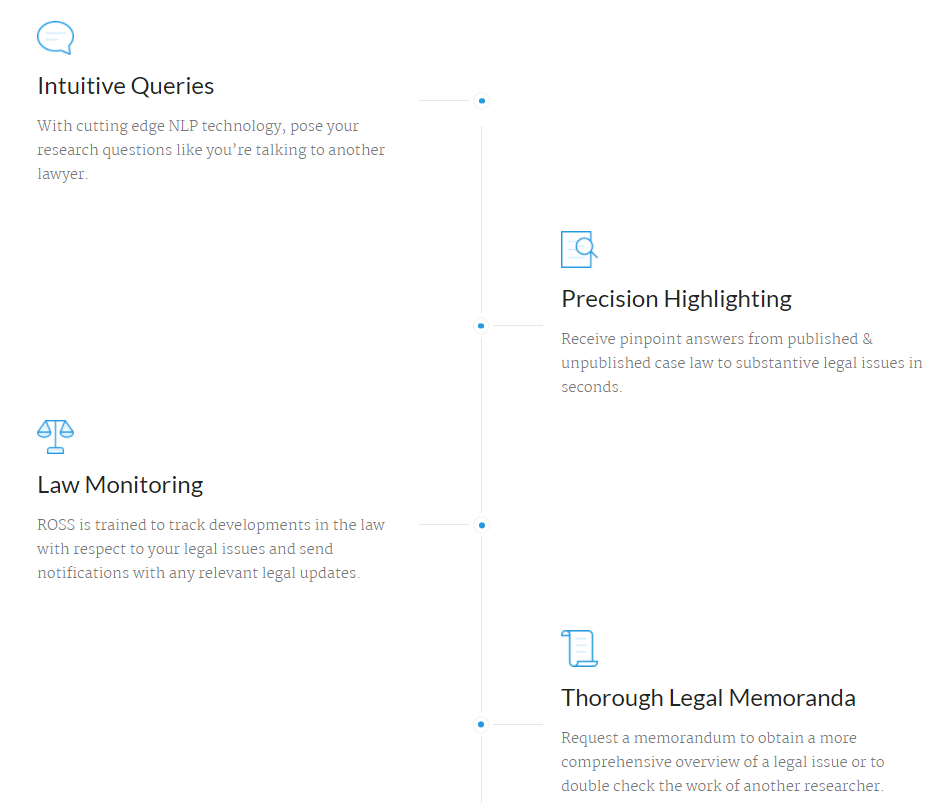 Intuitive Queries
With cutting edge NLP technology, pose your
research questions like you’re talking to another
lawyer.
Precision Highlighting
Receive pinpoint answers from published &
unpublished case law to substantive legal issues in
seconds.
Law Monitoring
ROSS is trained to track developments in the law
with respect to your legal issues and send
notifications with any relevant legal updates.
Thorough Legal Memoranda
Request a memorandum to obtain a more
comprehensive overview of a legal issue or to
double check the work of another researcher.